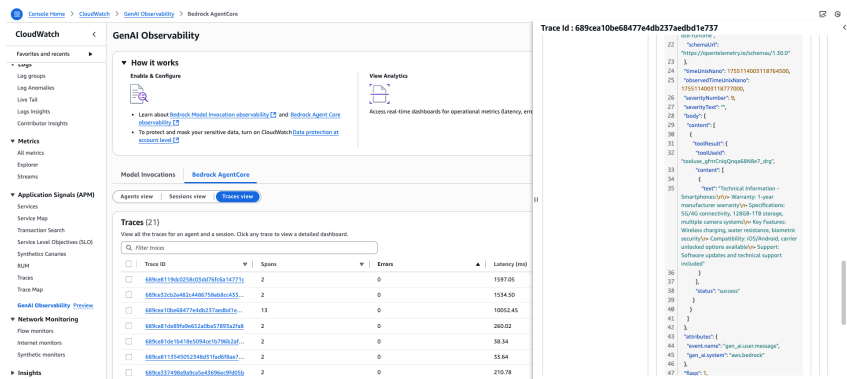 Console Home > CloudWatch > GenAI Observability > Bedrock AgentCore
CloudWatch
Favorites and recents
Logs
Log groups
Log Anomalies
Live Tail
Logs Insights
Contributor Insights
Metrics
All metrics
Explorer
Streams
Application Signals (APM)
Services
Service Map
Transaction Search
Service Level Objectives (SLO)
Synthetics Canaries
RUM
Traces
Trace Map
GenAI Observability Preview
Network Monitoring
Flow monitors
Internet monitors
Synthetic monitors
Insights
GenAI Observability
How it works
Enable & Configure
• Learn about Bedrock Model Invocation observability and Bedrock Agent Core
observability
• To protect and mask your sensitive data, turn on CloudWatch Data protection at
account level
View Analytics
Access real-time dashboards for operational metrics (latency, err
Model Invocations
Bedrock AgentCore
Agents view
Sessions view
Traces view
Traces (21)
View all the traces for an agent and a session. Click any trace to view a detailed dashboard.
Filter traces
Trace ID Spans Errors Latency (ms)
689ce8119dc0258c03dd76fc6a14771c 2 0 1597.05
689ce32cb2e482c4486758eb8cc433... 2 0 1534.50
689cea10be68477e4db237aedbd1e... 13 0 10052.45
689ce81de89fa9e652a0ba57893a2fa8 2 0 260.02
689ce81de1b418e5094ce1b796b2af... 2 0 38.34
689ce8113545052348d31fad6f8ae7... 2 0 33.64
689ce337498a9a9ca5e43696ec9fd05b 2 0 210.78
Trace Id : 689cea10be68477e4db237aedbd1e737
ock-runtime",
22 "schemaUrl":
"https://opentelemetry.io/schemas/1.30.0"
23 },
24 "timeUnixNano": 1755114003118764500,
25 "observedTimeUnixNano":
1755114003118777000,
26 "severityNumber": 9,
27 "severityText": "",
28 "body": {
29 "content": [
30 {
31 "toolResult": {
32 "toolUseId":
"tooluse_gfrnCniqQnqa68N8e7_drg",
33 "content": [
34 {
35 "text": "Technical Information -
Smartphones:\n\n• Warranty: 1-year
manufacturer warranty\n• Specifications:
5G/4G connectivity, 128GB-1TB storage,
multiple camera systems\n• Key Features:
Wireless charging, water resistance, biometric
security\n• Compatibility: iOS/Android, carrier
unlocked options available\n• Support:
Software updates and technical support
included"
36 }
37 ],
38 "status": "success"
39 }
40 }
41 ]
42 },
43 "attributes": {
44 "event.name": "gen_ai.user.message",
45 "gen_ai.system": "aws.bedrock"
46 },
47 "flags": 1,